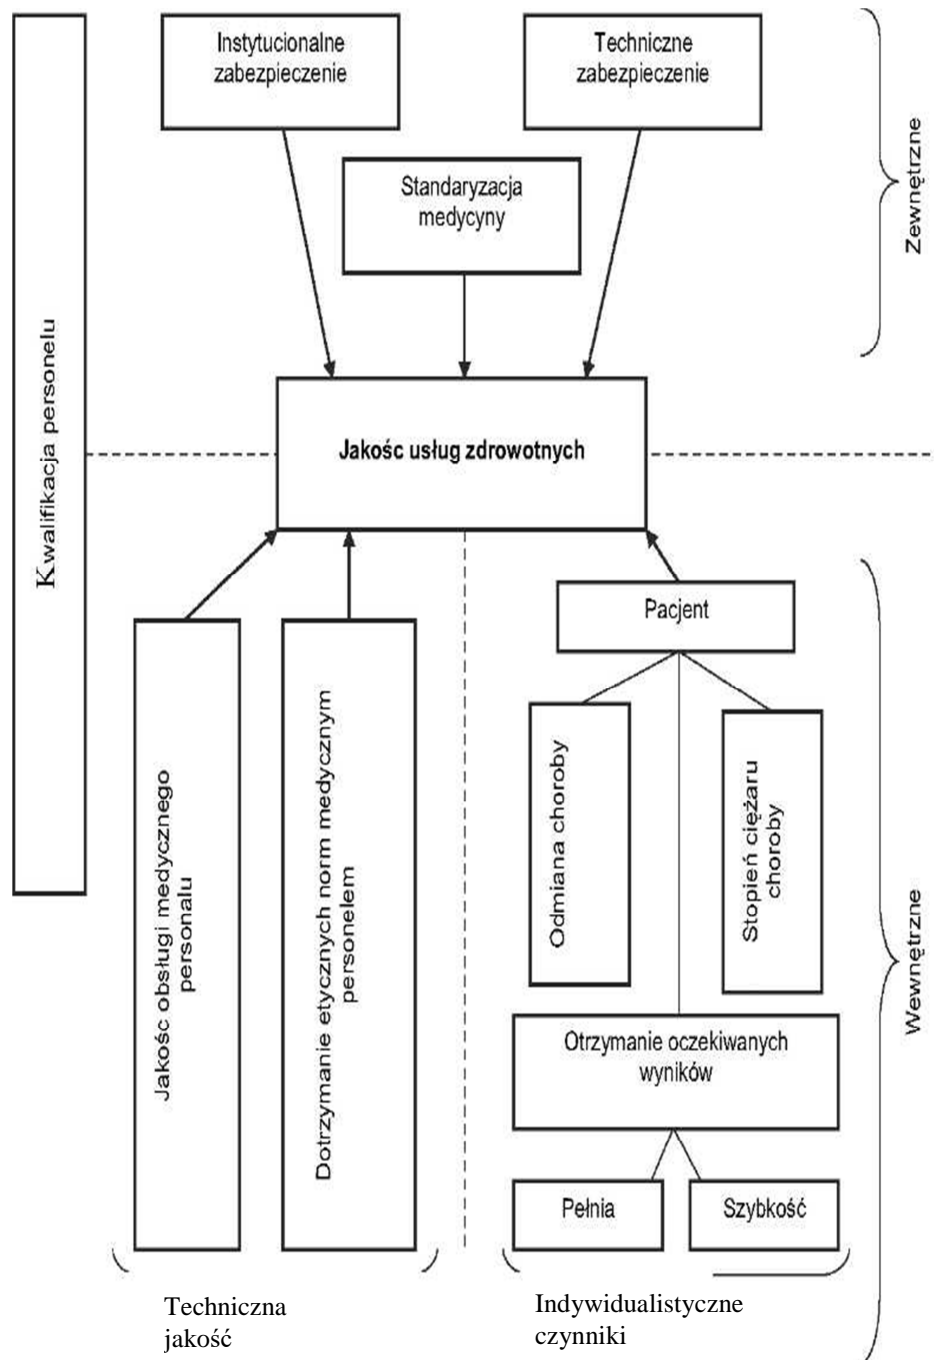 Instytucionalne
zabezpieczenie
Techniczne
zabezpieczenie
Standaryzacja
medycyny
Zewnętrzne
Kwalifikacja personelu
Jakośc usług zdrowotnych
Pacjent
Jakośc obsługi medycznego
personalu
Dotrzymanie etycznych norm medycznym
personelem
Odmiana choroby
Stopień ciężaru
choroby
Wewnętrzne
Otrzymanie oczekiwanych
wyników
Pełnia
Szybkość
Techniczna
jakość
Indywidualistyczne
czynniki